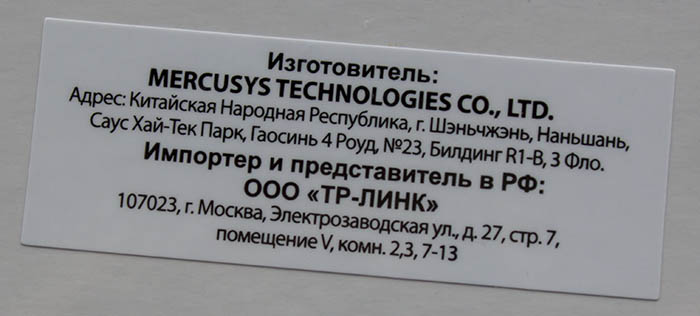 Изготовитель:
MERCUSYS TECHNOLOGIES CO., LTD.
Адрес: Китайская Народная Республика, г. Шэньчжэнь, Наньшань,
Саус Хай-Тек Парк, Гаосинь 4 Роуд, №23, Билдинг R1-B, 3 Фло.
Импортер и представитель в РФ:
ООО «ТР-ЛИНК»
107023, г. Москва, Электрозаводская ул., д. 27, стр. 7,
помещение V, комн. 2,3, 7-13